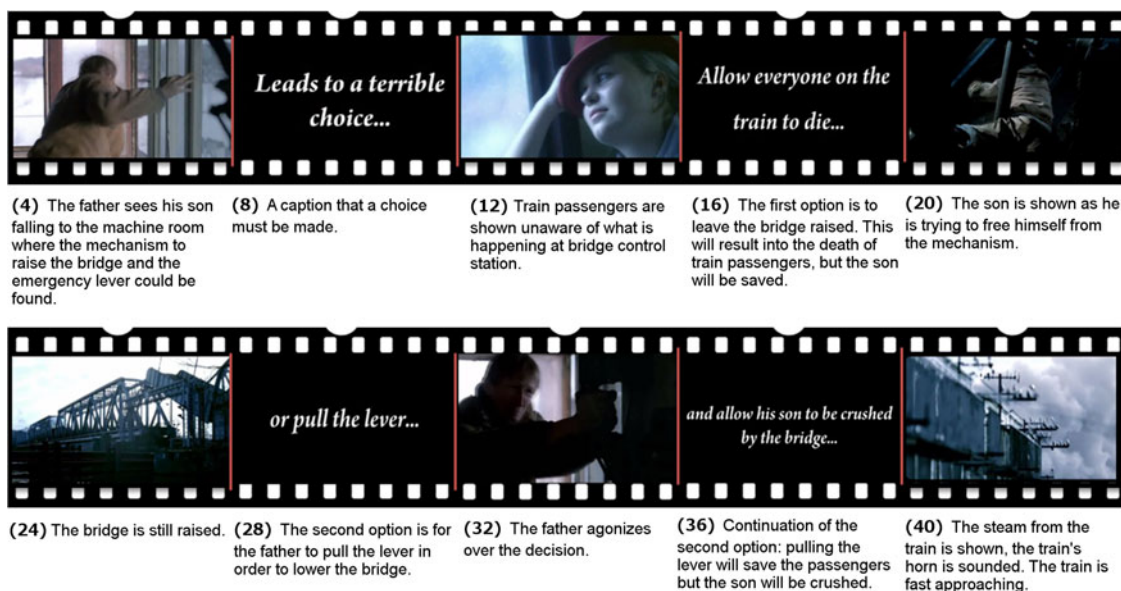 Leads to a terrible
choice...
Allow everyone on the
train to die...
(4) The father sees his son
falling to the machine room
where the mechanism to
raise the bridge and the
emergency lever could be
found.
(8) A caption that a choice
must be made.
(12) Train passengers are
shown unaware of what is
happening at bridge control
station.
(16) The first option is to
leave the bridge raised. This
will result into the death of
train passengers, but the son
will be saved.
(20) The son is shown as he
is trying to free himself from
the mechanism.
or pull the lever...
and allow his son to be crushed
by the bridge...
(24) The bridge is still raised.
(28) The second option is for
the father to pull the lever in
order to lower the bridge.
(32) The father agonizes
over the decision.
(36) Continuation of the
second option: pulling the
lever will save the passengers
but the son will be crushed.
(40) The steam from the
train is shown, the train's
horn is sounded. The train is
fast approaching.